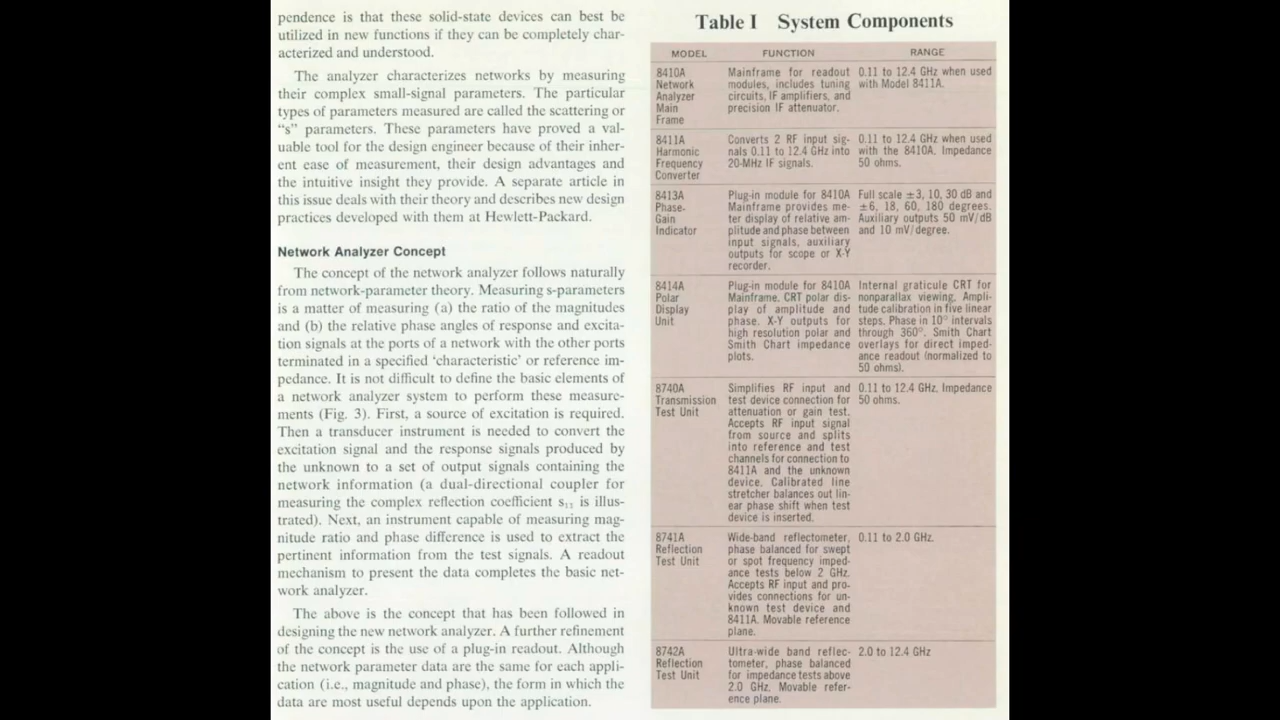 pendence is that these solid-state devices can best be
utilized in new functions if they can be completely char-
acterized and understood.
The analyzer characterizes networks by measuring
their complex small-signal parameters. The particular
types of parameters measured are called the scattering or
“s” parameters. These parameters have proved a val-
uable tool for the design engineer because of their inher-
ent ease of measurement, their design advantages and
the intuitive insight they provide. A separate article in
this issue deals with their theory and describes new design
practices developed with them at Hewlett-Packard.
Network Analyzer Concept
The concept of the network analyzer follows naturally
from network-parameter theory. Measuring s-parameters
is a matter of measuring (a) the ratio of the magnitudes
and (b) the relative phase angles of response and excita-
tion signals at the ports of a network with the other ports
terminated in a specified ‘characteristic’ or reference im-
pedance. It is not difficult to define the basic elements of
a network analyzer system to perform these measure-
ments (Fig. 3). First, a source of excitation is required.
Then a transducer instrument is needed to convert the
excitation signal and the response signals produced by
the unknown to a set of output signals containing the
network information (a dual-directional coupler for
measuring the complex reflection coefficient s₁₁ is illus-
trated). Next, an instrument capable of measuring mag-
nitude ratio and phase difference is used to extract the
pertinent information from the test signals. A readout
mechanism to present the data completes the basic net-
work analyzer.
The above is the concept that has been followed in
designing the new network analyzer. A further refinement
of the concept is the use of a plug-in readout. Although
the network parameter data are the same for each appli-
cation (i.e., magnitude and phase), the form in which the
data are most useful depends upon the application.
Table I System Components
MODEL FUNCTION RANGE
8410A
Network
Analyzer
Main
Frame
Mainframe for readout
modules, includes tuning
circuits, IF amplifiers, and
precision IF attenuator.
0.11 to 12.4 GHz when used
with Model 8411A.
8411A
Harmonic
Frequency
Converter
Converts 2 RF input sig-
nals 0.11 to 12.4 GHz into
20-MHz IF signals.
0.11 to 12.4 GHz when used
with the 8410A. Impedance
50 ohms.
8413A
Phase-
Gain
Indicator
Plug-in module for 8410A
Mainframe provides me-
ter display of relative am-
plitude and phase between
input signals, auxiliary
outputs for scope or X-Y
recorder.
Full scale ±3, 10, 30 dB and
±6, 18, 60, 180 degrees.
Auxiliary outputs 50 mV/dB
and 10 mV/degree.
8414A
Polar
Display
Unit
Plug-in module for 8410A
Mainframe. CRT polar dis-
play of amplitude and
phase. X-Y outputs for
high resolution polar and
Smith Chart impedance
plots.
Internal graticule CRT for
nonparallax viewing. Ampli-
tude calibration in five linear
steps. Phase in 10° intervals
through 360°. Smith Chart
overlays for direct imped-
ance readout (normalized to
50 ohms).
8740A
Transmission
Test Unit
Simplifies RF input and
test device connection for
attenuation or gain test.
Accepts RF input signal
from source and splits
into reference and test
channels for connection to
8411A and the unknown
device. Calibrated line
stretcher balances out lin-
ear phase shift when test
device is inserted.
0.11 to 12.4 GHz. Impedance
50 ohms.
8741A
Reflection
Test Unit
Wide-band reflectometer,
phase balanced for swept
or spot frequency imped-
ance tests below 2 GHz.
Accepts RF input and pro-
vides connections for un-
known test device and
8411A. Movable reference
plane.
0.11 to 2.0 GHz.
8742A
Reflection
Test Unit
Ultra-wide band reflec-
tometer, phase balanced
for impedance tests above
2.0 GHz. Movable refer-
ence plane.
2.0 to 12.4 GHz